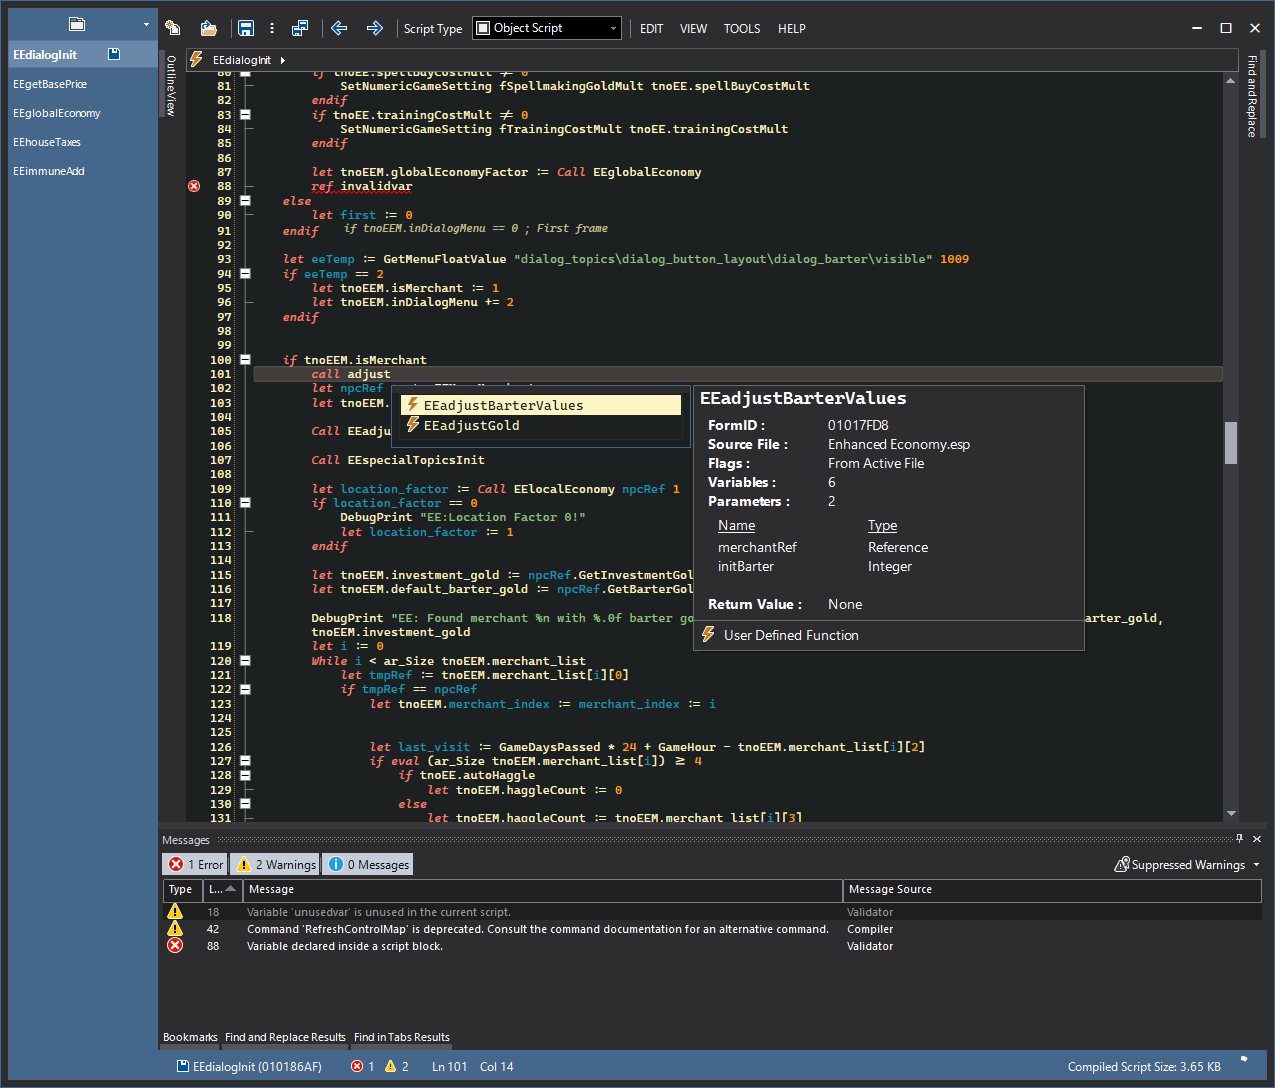 Script Type
Object Script
EDIT
VIEW
TOOLS
HELP
EEdialogInit
EEgetBasePrice
EEglobalEconomy
EEhouseTaxes
EEimmuneAdd
OutlineView
EEdialogInit
Find and Replace
80 if tnoEE.spellBuyCostMult ≠ 0
81 SetNumericGameSetting fSpellmakingGoldMult tnoEE.spellBuyCostMult
82 endif
83 if tnoEE.trainingCostMult ≠ 0
84 SetNumericGameSetting fTrainingCostMult tnoEE.trainingCostMult
85 endif
86
87 let tnoEEM.globalEconomyFactor := Call EEglobalEconomy
88 ref invalidvar
89 else
90 let first := 0
91 endif if tnoEEM.inDialogMenu == 0 ; First frame
92
93 let eeTemp := GetMenuFloatValue "dialog_topics\dialog_button_layout\dialog_barter\visible" 1009
94 if eeTemp == 2
95 let tnoEEM.isMerchant := 1
96 let tnoEEM.inDialogMenu += 2
97 endif
98
99
100 if tnoEEM.isMerchant
101 call adjust
102 let npcRef
103 let tnoEEM.
104
105 Call EEadju
106
107 Call EEspecialTopicsInit
108
109 let location_factor := Call EElocalEconomy npcRef 1
110 if location_factor == 0
111 DebugPrint "EE:Location Factor 0!"
112 let location_factor := 1
113 endif
114
115 let tnoEEM.investment_gold := npcRef.GetInvestmentGol
116 let tnoEEM.default_barter_gold := npcRef.GetBarterGol
117
118 DebugPrint "EE: Found merchant %n with %.0f barter go arter_gold,
tnoEEM.investment_gold
119 let i := 0
120 While i < ar_Size tnoEEM.merchant_list
121 let tmpRef := tnoEEM.merchant_list[i][0]
122 if tmpRef == npcRef
123 let tnoEEM.merchant_index := merchant_index := i
124
125
126 let last_visit := GameDaysPassed * 24 + GameHour - tnoEEM.merchant_list[i][2]
127 if eval (ar_Size tnoEEM.merchant_list[i]) ≥ 4
128 if tnoEE.autoHaggle
129 let tnoEEM.haggleCount := 0
130 else
131 let tnoEEM.haggleCount := tnoEEM.merchant_list[i][3]
EEadjustBarterValues
EEadjustGold
EEadjustBarterValues
FormID : 01017FD8
Source File : Enhanced Economy.esp
Flags : From Active File
Variables : 6
Parameters : 2
Name Type
merchantRef Reference
initBarter Integer
Return Value : None
User Defined Function
Messages
1 Error
2 Warnings
0 Messages
Suppressed Warnings
Type L... Message Message Source
18 Variable 'unusedvar' is unused in the current script. Validator
42 Command 'RefreshControlMap' is deprecated. Consult the command documentation for an alternative command. Compiler
88 Variable declared inside a script block. Validator
Bookmarks
Find and Replace Results
Find in Tabs Results
EEdialogInit (010186AF)
1
2
Ln 101
Col 14
Compiled Script Size: 3.65 KB